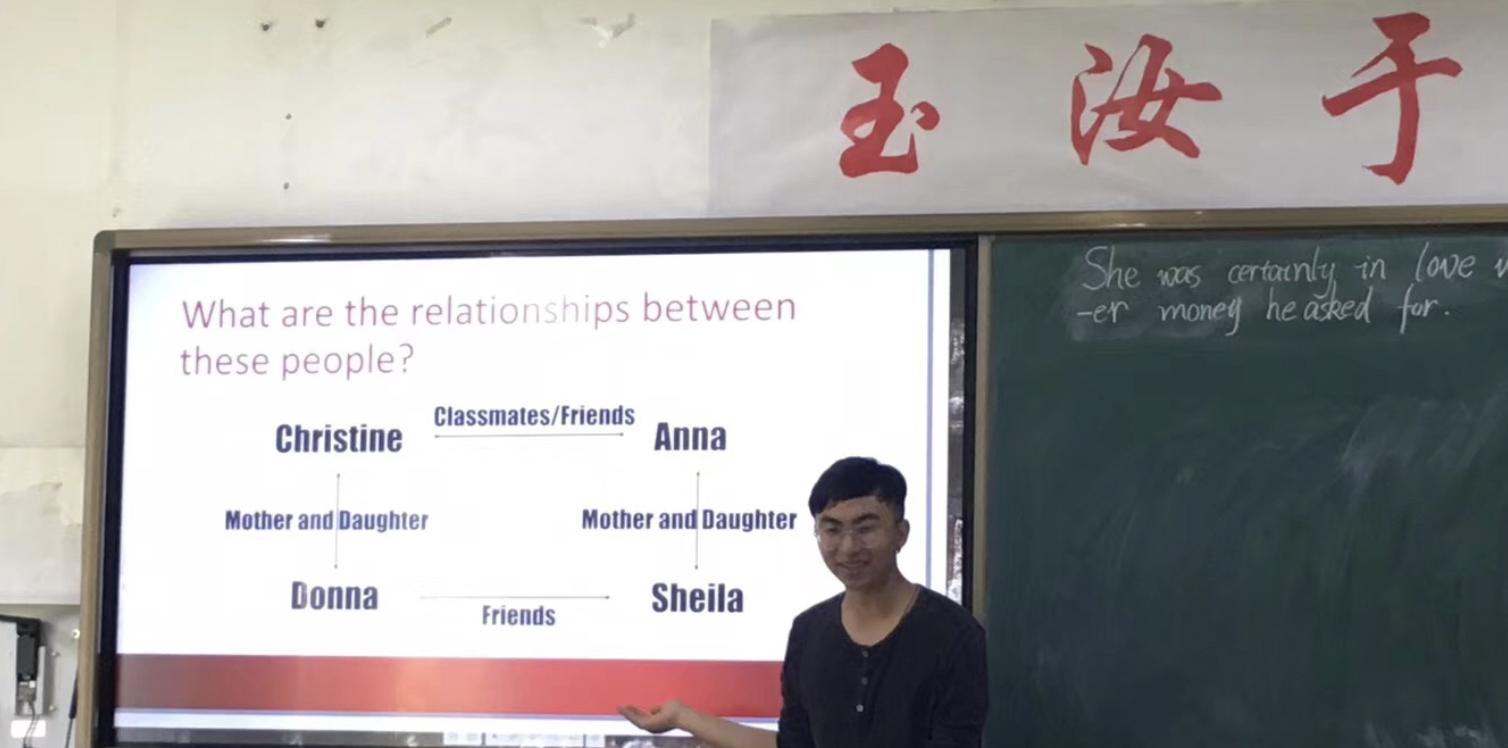 玉 汝 于
What are the relationships between
these people?
Classmates/Friends
Christine Anna
Mother and Daughter Mother and Daughter
Donna Sheila
Friends
She was certainly in love
-er money he asked for.